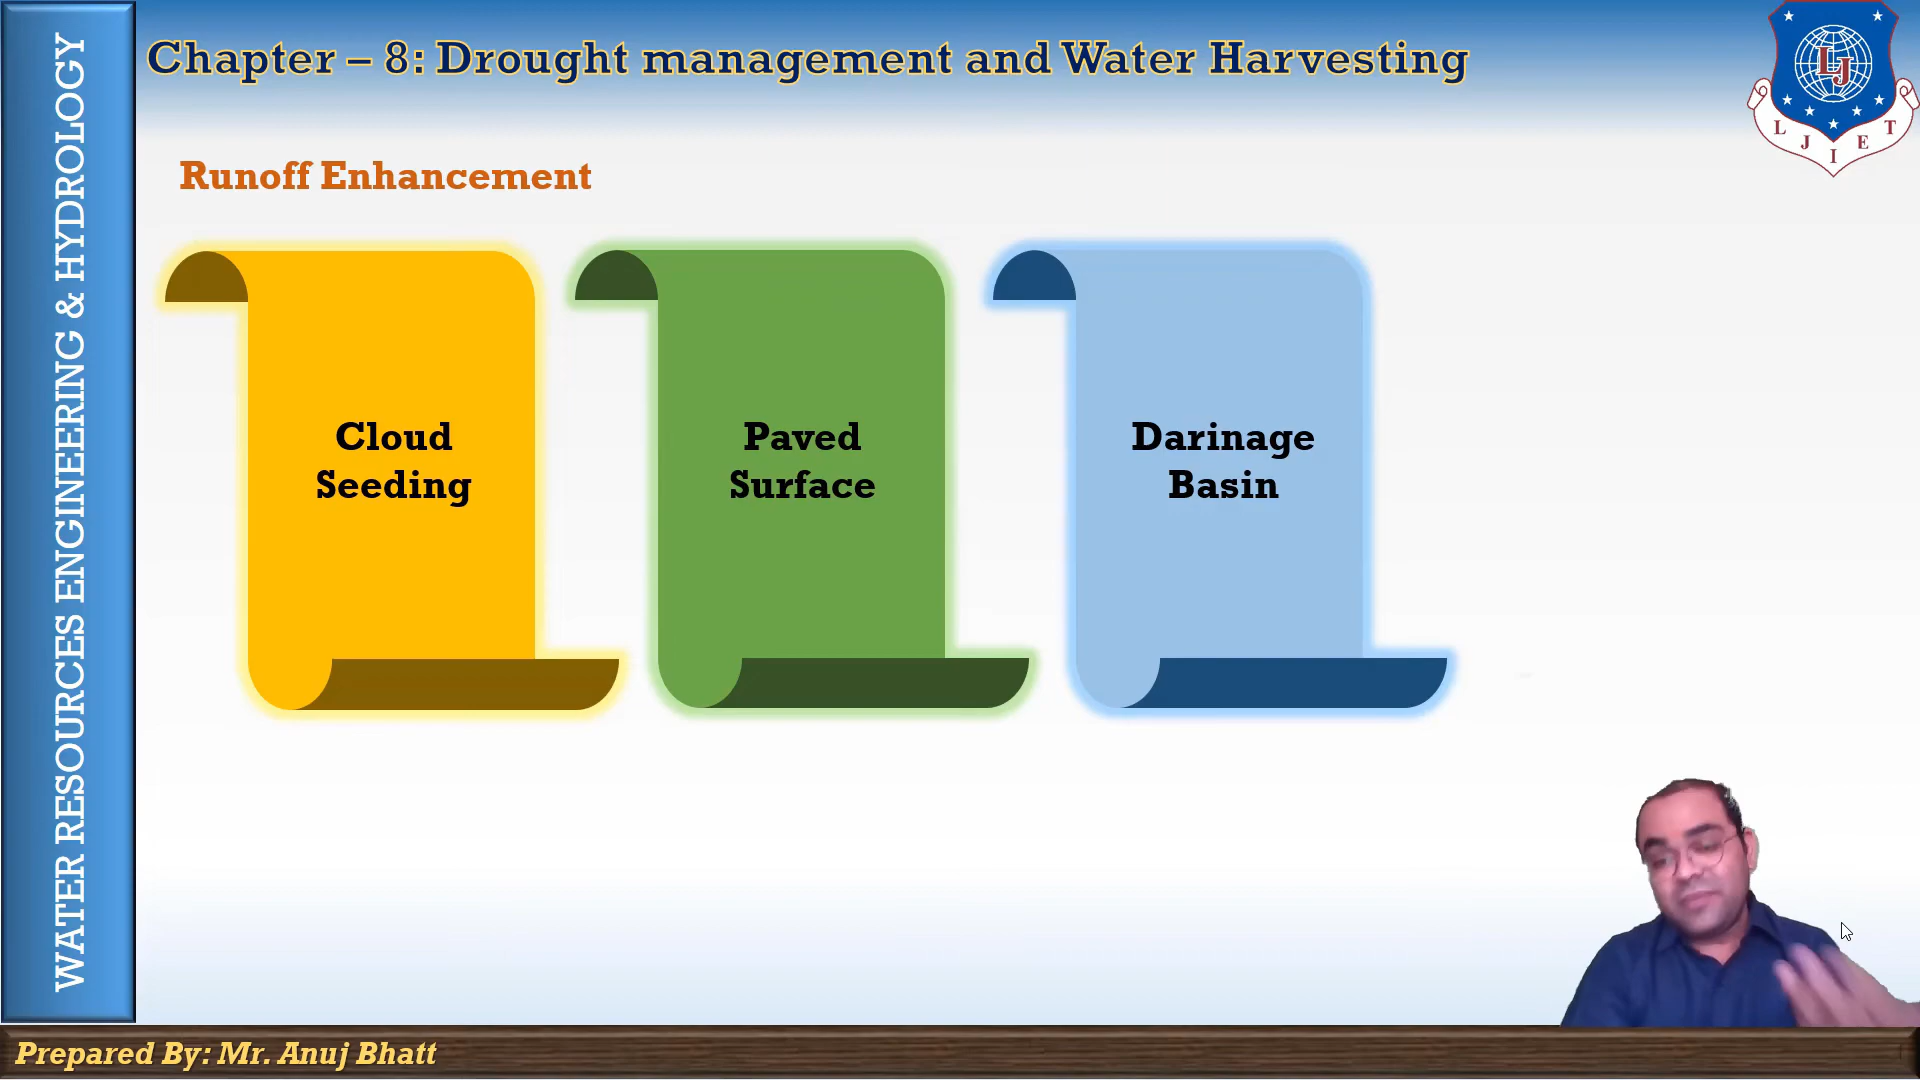 Chapter – 8: Drought management and Water Harvesting
WATER RESOURCES ENGINEERING & HYDROLOGY
LJ
L J I E T
Runoff Enhancement
Cloud
Seeding
Paved
Surface
Darinage
Basin
Prepared By: Mr. Anuj Bhatt